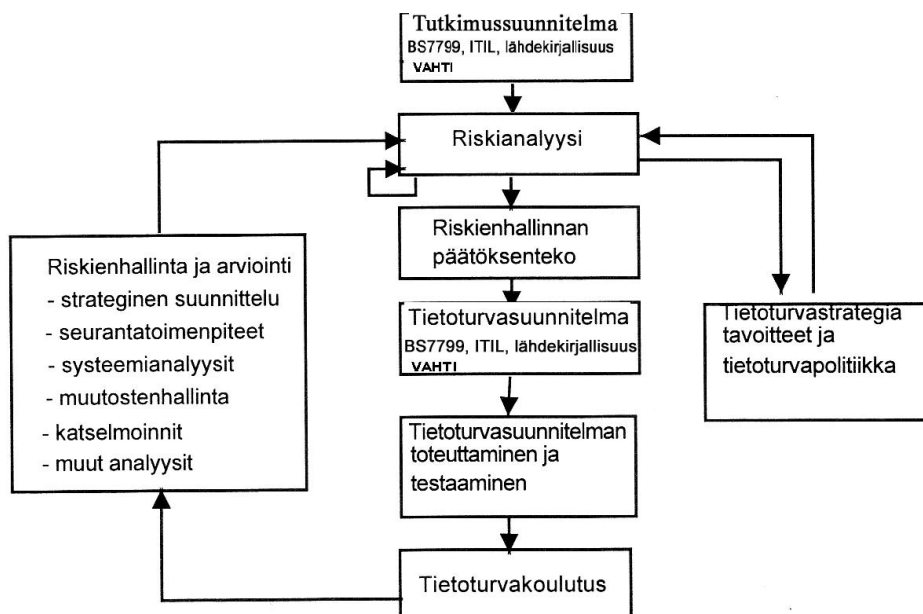 Tutkimussuunnitelma
BS7799, ITIL, lähdekirjallisuus
VAHTI
Riskianalyysi
Riskienhallinnan
päätöksenteko
Riskienhallinta ja arviointi
- strateginen suunnittelu
- seurantatoimenpiteet
- systeemianalyysit
- muutostenhallinta
- katselmoinnit
- muut analyysit
Tietoturvasuunnitelma
BS7799, ITIL, lähdekirjallisuus
VAHTI
Tietoturvastrategia
tavoitteet ja
tietoturvapolitiikka
Tietoturvasuunnitelman
toteuttaminen ja
testaaminen
Tietoturvakoulutus